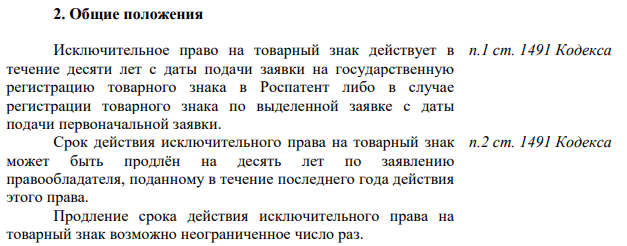 2. Общие положения
Исключительное право на товарный знак действует в
течение десяти лет с даты подачи заявки на государственную
регистрацию товарного знака в Роспатент либо в случае
регистрации товарного знака по выделенной заявке с даты
подачи первоначальной заявки.
п.1 ст. 1491 Кодекса
Срок действия исключительного права на товарный знак
может быть продлён на десять лет по заявлению
правообладателя, поданному в течение последнего года действия
этого права.
п.2 ст. 1491 Кодекса
Продление срока действия исключительного права на
товарный знак возможно неограниченное число раз.